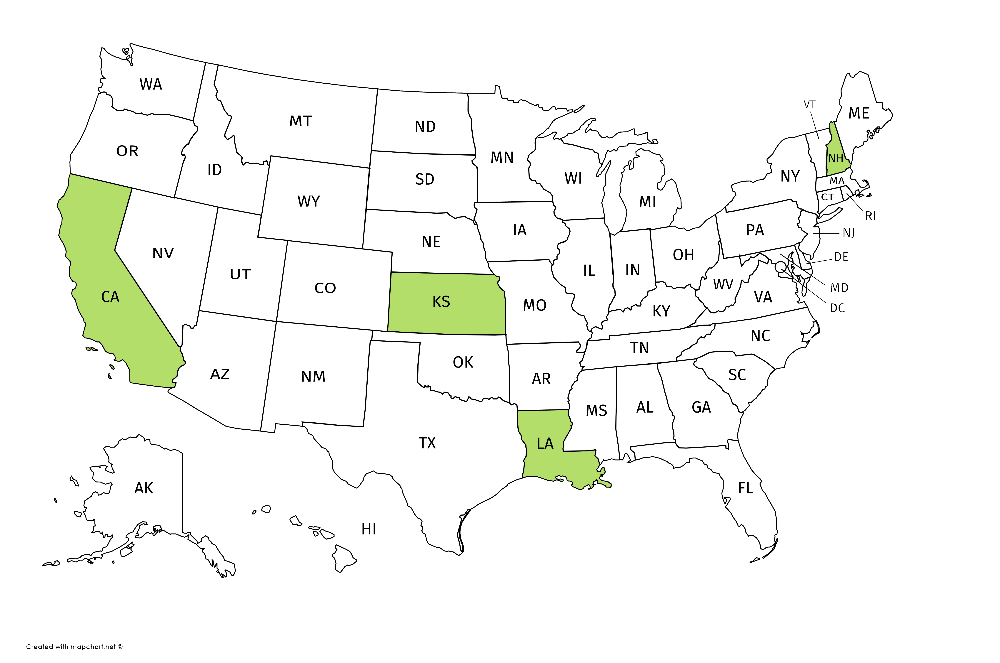 WA
MT
ND
MN
VT
ME
OR
ID
SD
WI
MI
NY
NH
MA
CT
RI
WY
NE
IA
PA
NJ
NV
UT
CO
KS
IL
IN
OH
DE
CA
MO
WV
VA
MD
DC
KY
TN
NC
AZ
NM
OK
AR
SC
MS
AL
GA
TX
LA
AK
FL
HI
Created with mapchart.net ©